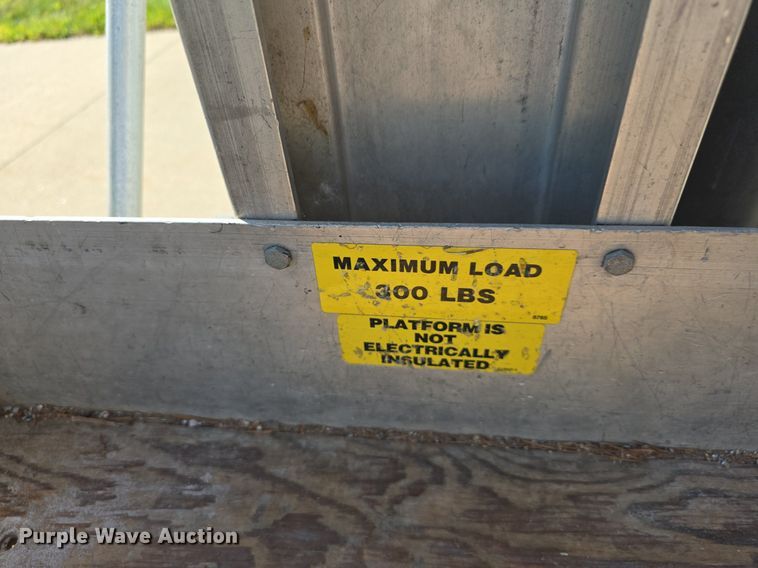 MAXIMUM LOAD
300 LBS
PLATFORM IS
NOT
ELECTRICALLY
INSULATED
Purple Wave Auction